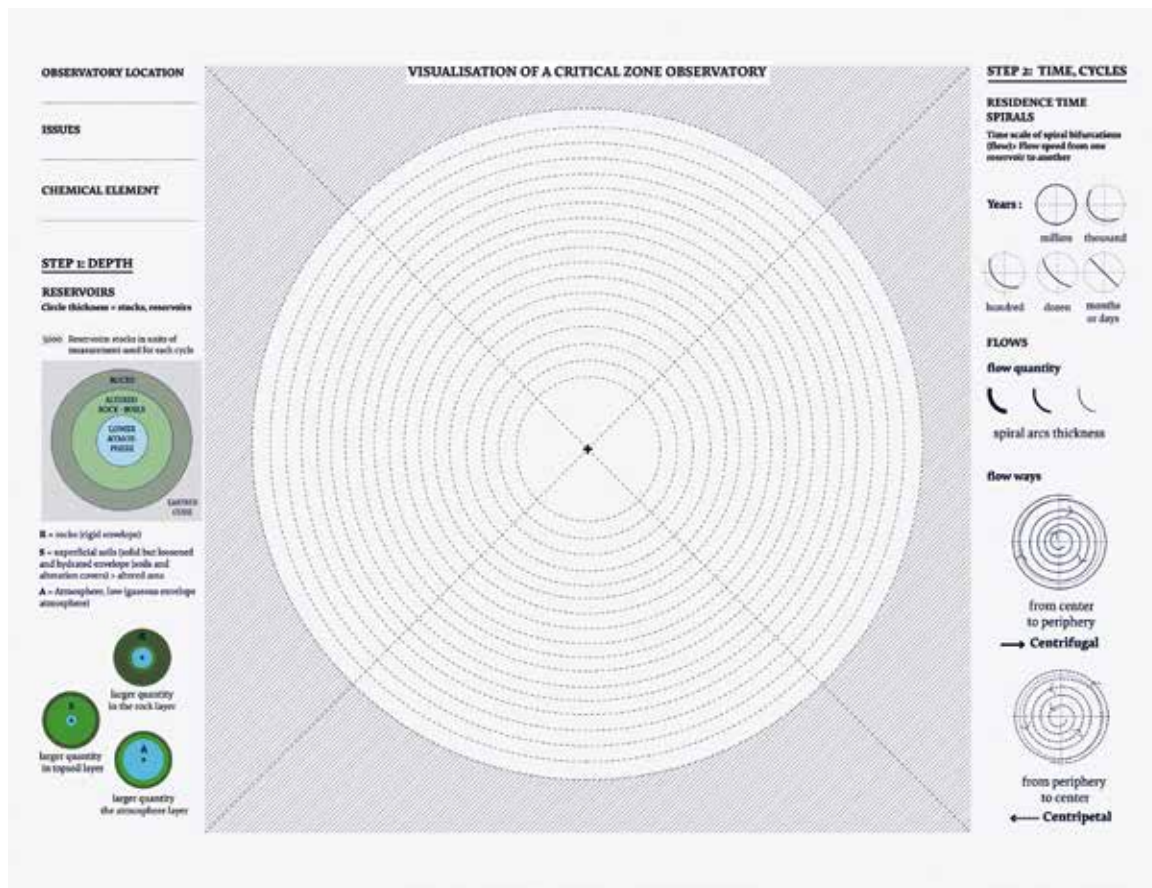 OBSERVATORY LOCATION
ISSUES
CHEMICAL ELEMENT
STEP 1: DEPTH
RESERVOIRS
Circle thickness = stocks, reservoirs
Reservoirs stocks in units of
measurement used for each cycle
ROCKS
ALTERED
ROCK - SOILS
LOWER
ATMOS-
PHERE
R = rocks (rigid envelope)
S = superficial soils (solid but loosened
and hydrated envelope (soils and
alteration covers) > altered area
A = Atmosphere, low (gaseous envelope
atmosphere)
R
larger quantity
in the rock layer
S
larger quantity
in topsoil layer
A
larger quantity
the atmosphere layer
VISUALISATION OF A CRITICAL ZONE OBSERVATORY
STEP 2: TIME, CYCLES
RESIDENCE TIME
SPIRALS
Time scale of spiral bifurcations
(flow)> Flow speed from one
reservoir to another
Years :
million thousand
hundred dozen months
or days
FLOWS
flow quantity
spiral arcs thickness
flow ways
from center
to periphery
→ Centrifugal
from periphery
to center
← Centripetal